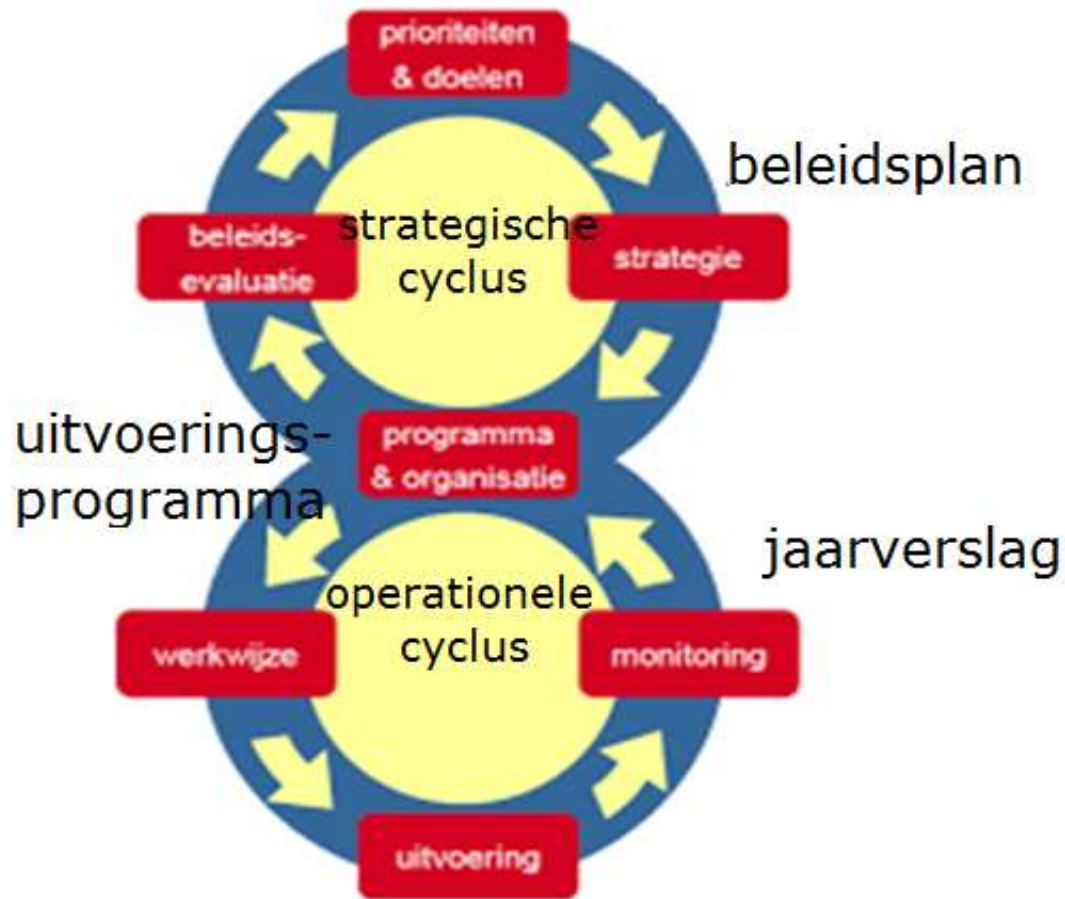 prioriteiten
& doelen
beleidsplan
strategische
cyclus
beleids-
evaluatie
strategie
uitvoerings-
programma
programma
& organisatie
jaarverslag
operationele
cyclus
werkwijze
monitoring
uitvoering